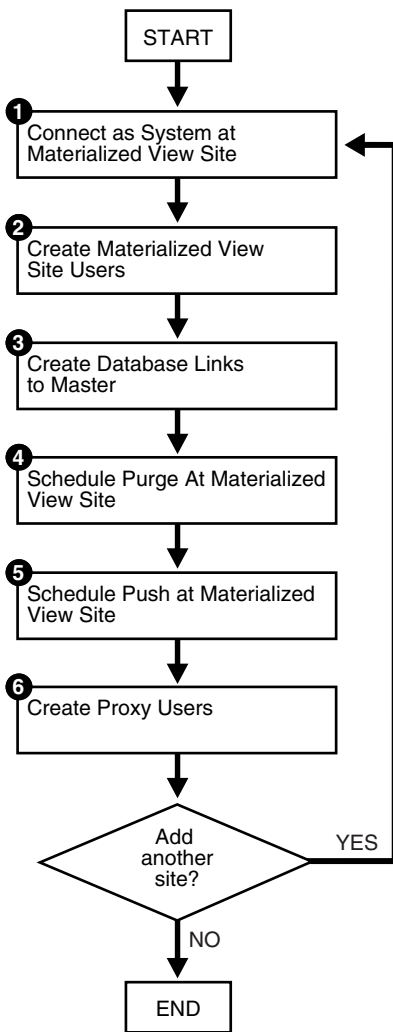 START
1
Connect as System at
Materialized View Site
2
Create Materialized View
Site Users
3
Create Database Links
to Master
4
Schedule Purge At Materialized
View Site
5
Schedule Push at Materialized
View Site
6
Create Proxy Users
Add
another
site?
YES
NO
END